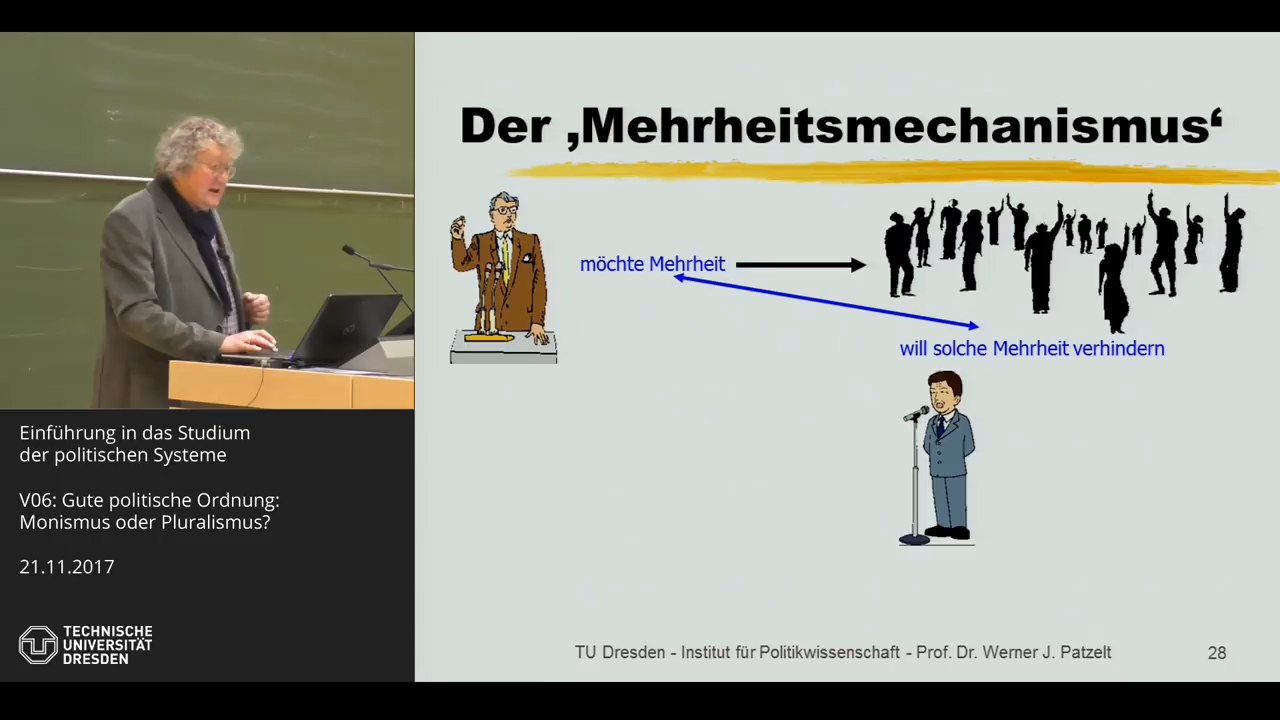 Der ‚Mehrheitsmechanismus‘
möchte Mehrheit
will solche Mehrheit verhindern
Einführung in das Studium
der politischen Systeme
V06: Gute politische Ordnung:
Monismus oder Pluralismus?
21.11.2017
TECHNISCHE
UNIVERSITÄT
DRESDEN
TU Dresden - Institut für Politikwissenschaft - Prof. Dr. Werner J. Patzelt
28